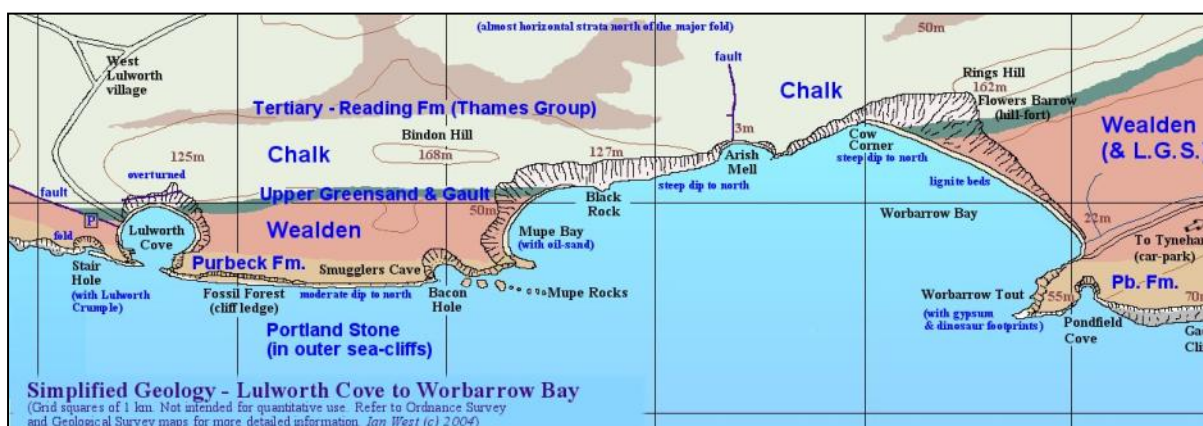 (almost horizontal strata north of the major fold)
50m
West
Lulworth
village
fault
Rings Hill
162m
Chalk
Flowers Barrow
(hill-fort)
Tertiary - Reading Fm (Thames Group)
Bindon Hill
3m
Cow
Corner
Wealden
(& L.G.S.)
125m
Chalk
168m
127m
Arish
Mell
steep dip to north
overturned
steep dip to north
lignite beds
fault
Upper Greensand & Gault
Black
Rock
P
50m
Worbarrow Bay
22m
fold
Lulworth
Cove
Wealden
Mupe Bay
(with oil-sand)
To Tyneham
(car-park)
Stair
Hole
(with Lulworth
Crumple)
Purbeck Fm.
Smugglers Cave
Fossil Forest
(cliff ledge)
moderate dip to north
Bacon
Hole
Mupe Rocks
Worbarrow Tout
(with gypsum
& dinosaur footprints)
55m
Pb. Fm.
70m
Pondfield
Cove
Portland Stone
(in outer sea-cliffs)
Simplified Geology - Lulworth Cove to Worbarrow Bay
(Grid squares of 1 km. Not intended for quantitative use. Refer to Ordnance Survey
and Geological Survey maps for more detailed information. Ian West (c) 2004)